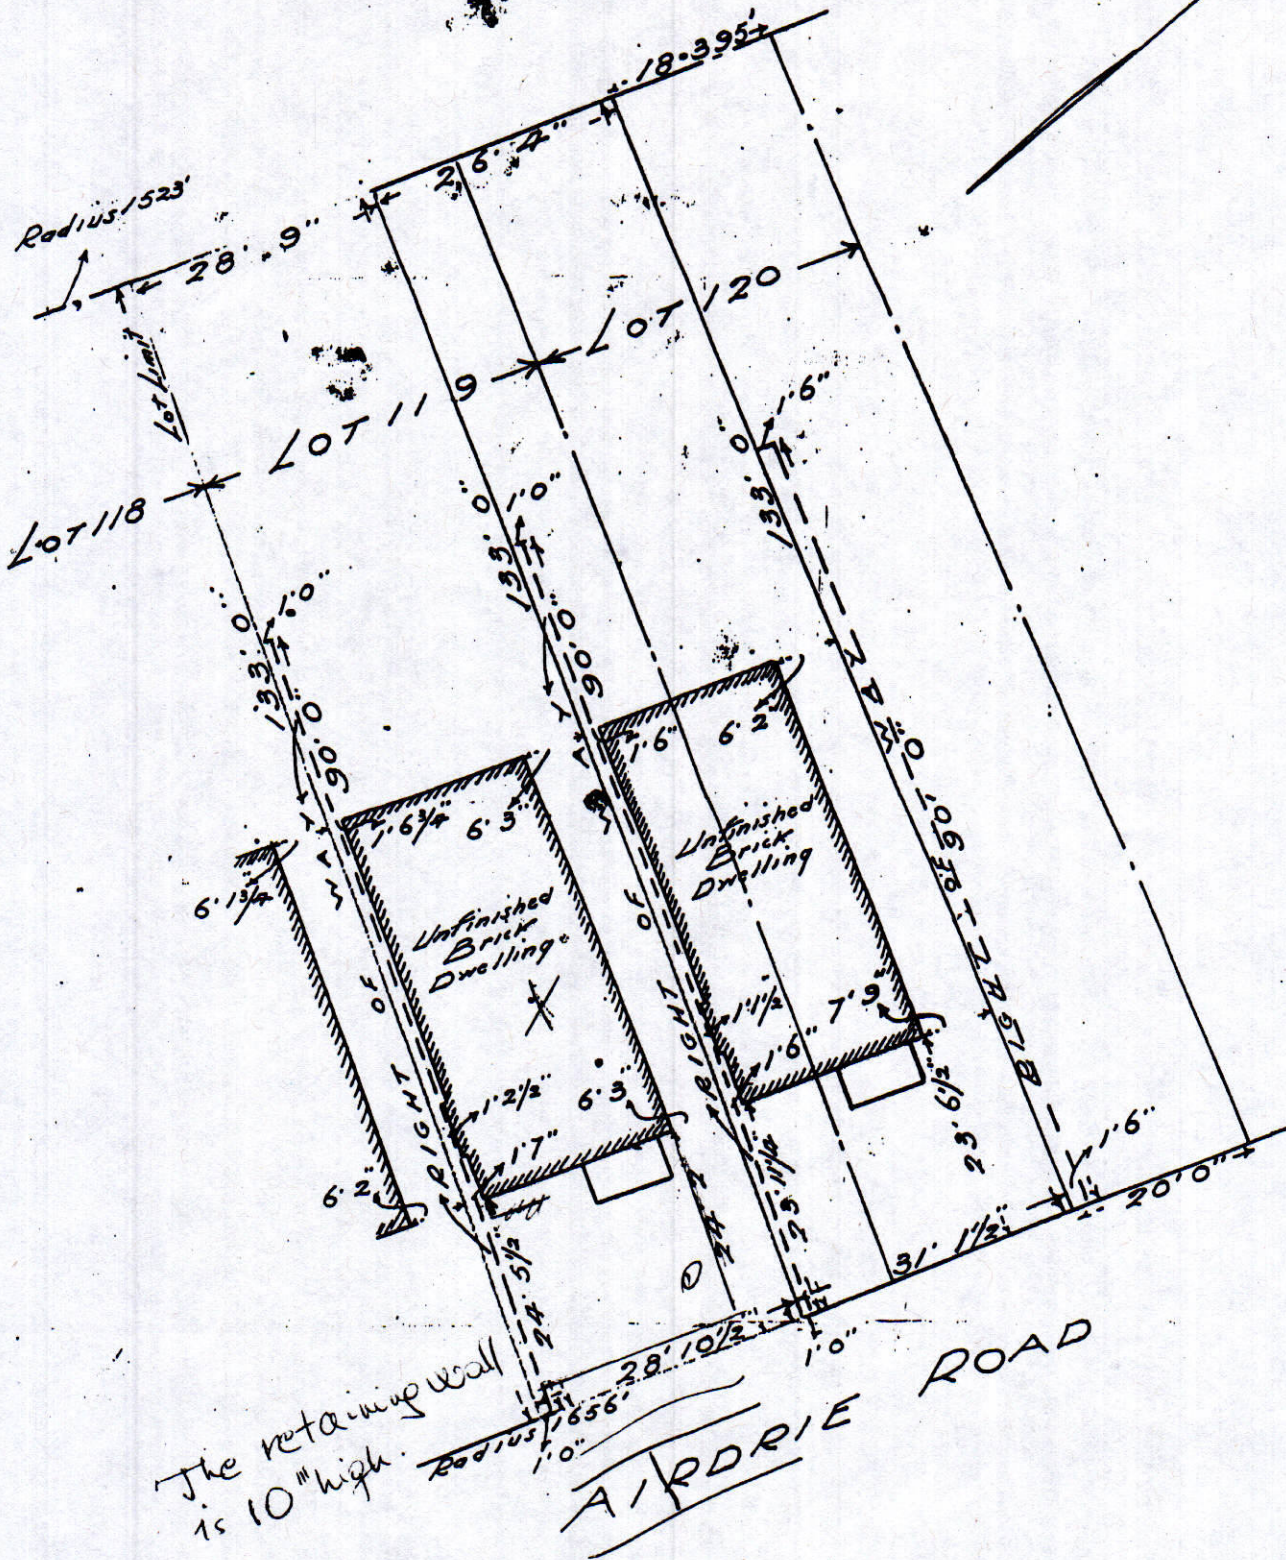 18.395'
26'.4"
Radius 1523'
28'.9"
Lot Limit
LOT 120
LOT 119
LOT 118
1'6"
133'.0"
1'0"
133'.0"
1'.0"
133'.0"
90'.0"
90'.0"
90'.0"
RIGHT OF WAY
RIGHT OF WAY
RIGHT OF WAY
1'.6"
6'.2"
1'.6 3/4"
6'.3"
6'.1 3/4"
Unfinished
Brick
Dwelling
Unfinished
Brick
Dwelling
1'1 1/2"
1'6"
7'.9"
1'.2 1/2"
1'7"
6'.3"
6'.2"
23'.6 1/2"
23'.11 1/4"
24'.2"
24'.5 1/2"
1'6"
20'0"
31'.1 1/2"
28'10 1/2"
1'0"
Radius 1656'
1'0"
AIRDRIE ROAD
The retaining wall
is 10" high.